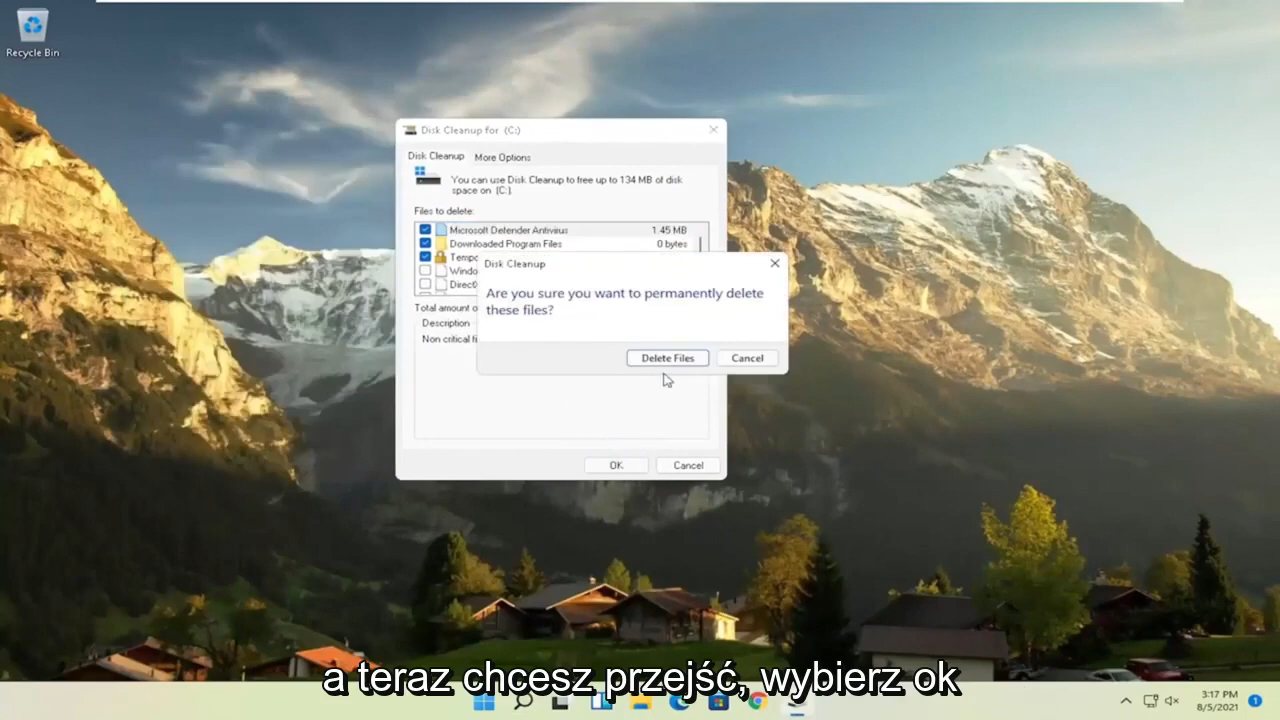 Recycle Bin
Disk Cleanup for (C:)
Disk Cleanup More Options
You can use Disk Cleanup to free up to 134 MB of disk
space on (C:).
Files to delete:
Microsoft Defender Antivirus 1.45 MB
Downloaded Program Files 0 bytes
Tempo
Windo
Direct
Total amount o
Description
Non critical fi
Disk Cleanup
Are you sure you want to permanently delete
these files?
Delete Files Cancel
OK Cancel
a teraz chcesz przejść, wybierz ok
3:17 PM
8/5/2021
1